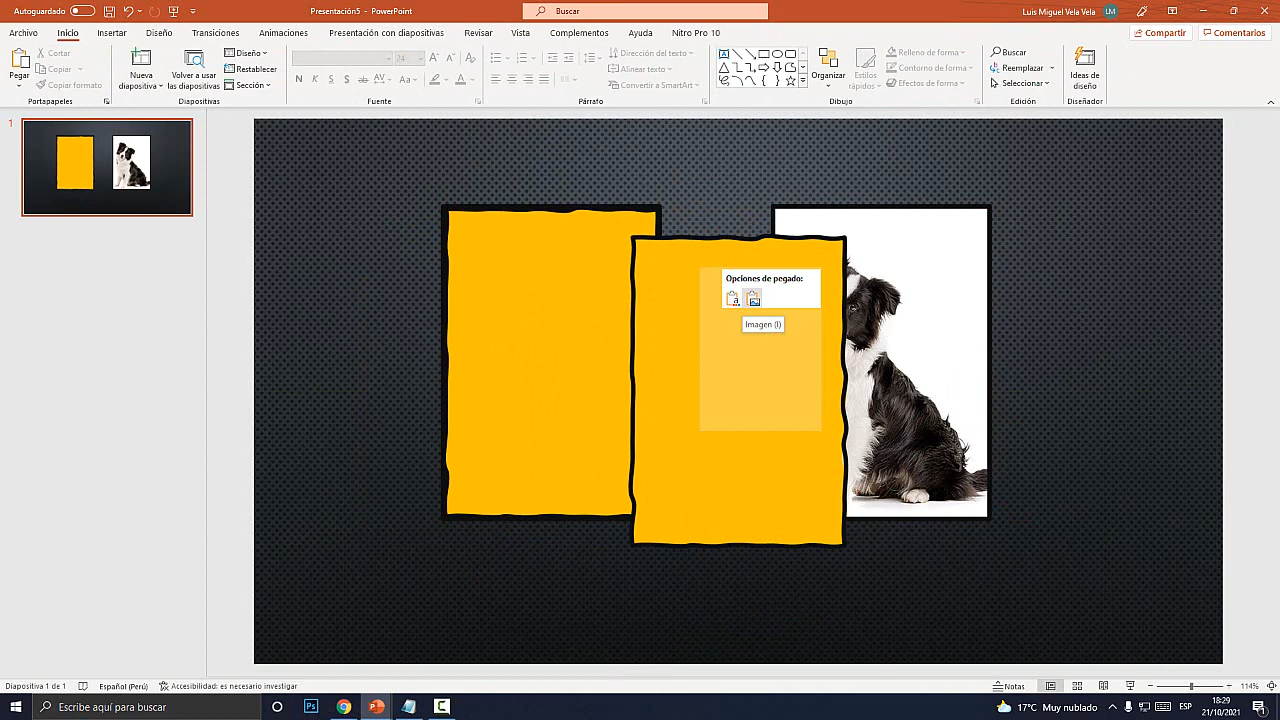 Autoguardado
Presentación5 - PowerPoint
Buscar
Luis Miguel Vela Vela
LM
Archivo
Inicio
Insertar
Diseño
Transiciones
Animaciones
Presentación con diapositivas
Revisar
Vista
Complementos
Ayuda
Nitro Pro 10
Compartir
Comentarios
Pegar
Cortar
Copiar
Copiar formato
Portapapeles
Nueva
diapositiva
Volver a usar
las diapositivas
Diseño
Restablecer
Sección
Diapositivas
24
N K S S ab AV Aa A
Fuente
Dirección del texto
Alinear texto
Convertir a SmartArt
Párrafo
Organizar
Estilos
rápidos
Relleno de forma
Contorno de forma
Efectos de forma
Dibujo
Buscar
Reemplazar
Seleccionar
Edición
Ideas de
diseño
Diseñador
1
Opciones de pegado:
Imagen (I)
Diapositiva 1 de 1
Español (Perú)
Accesibilidad: es necesario investigar
Notas
114%
Escribe aquí para buscar
Ps
17°C Muy nublado
ESP
18:29
21/10/2021